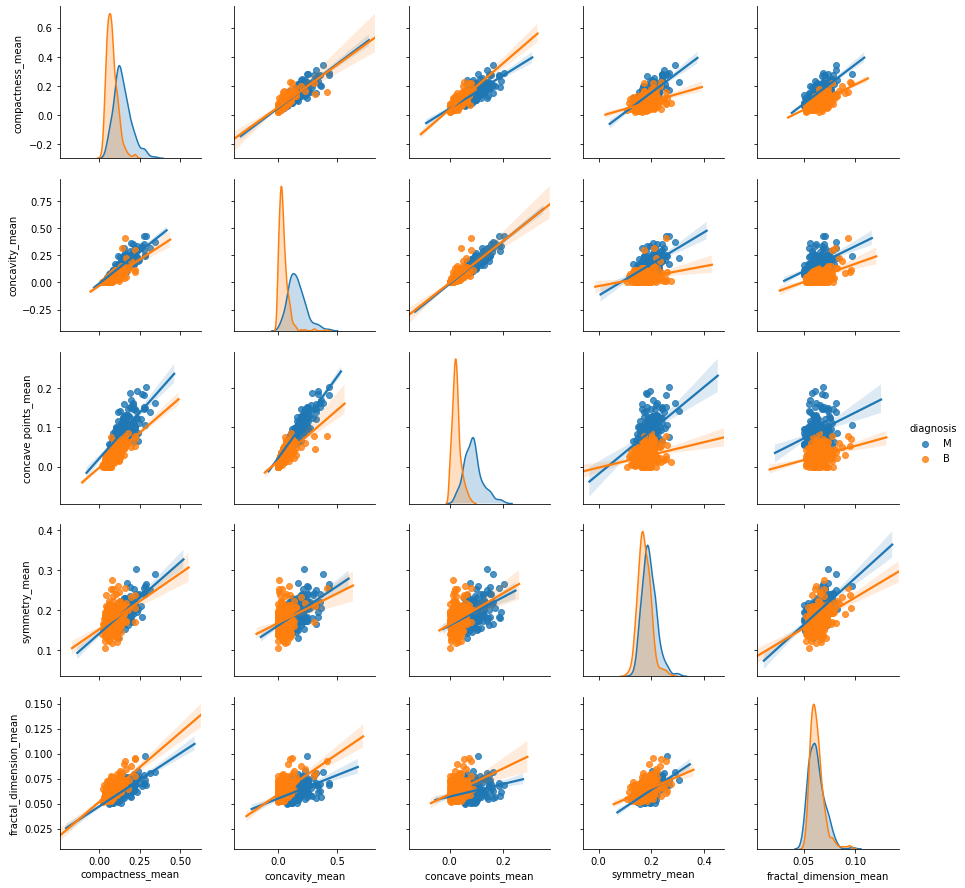 compactness_mean
0.6
0.4
0.2
0.0
−0.2
concavity_mean
0.75
0.50
0.25
0.00
−0.25
concave points_mean
0.2
0.1
0.0
diagnosis
M
B
symmetry_mean
0.4
0.3
0.2
0.1
fractal_dimension_mean
0.150
0.125
0.100
0.075
0.050
0.025
0.00 0.25 0.50
0.0 0.5
0.0 0.2
0.0 0.2 0.4
0.05 0.10
compactness_mean
concavity_mean
concave points_mean
symmetry_mean
fractal_dimension_mean